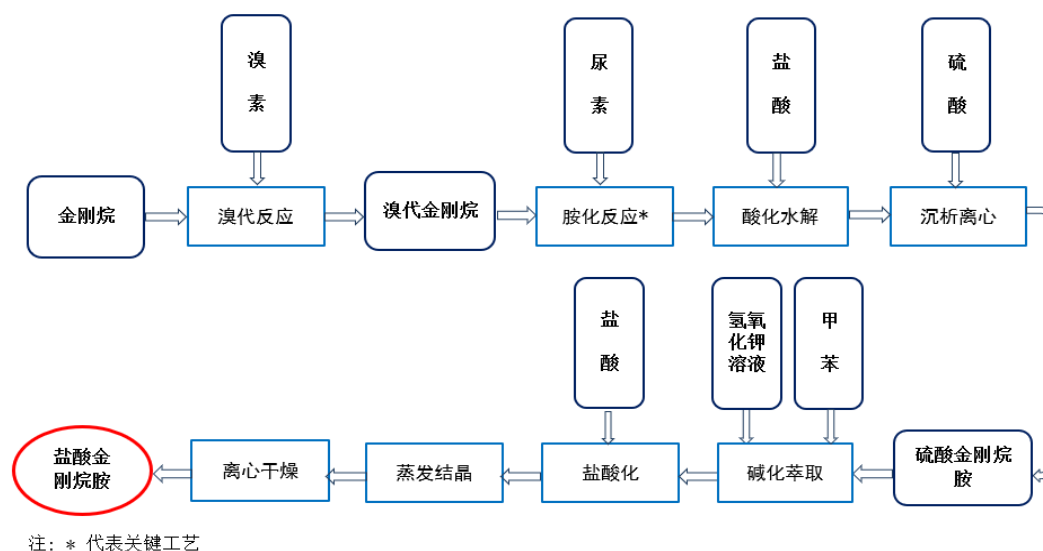 溴
素
尿
素
盐
酸
硫
酸
金刚烷
溴代反应
溴代金刚烷
胺化反应*
酸化水解
沉析离心
盐
酸
氢氧
化钾
溶液
甲
苯
盐酸金
刚烷胺
离心干燥
蒸发结晶
盐酸化
碱化萃取
硫酸金刚烷
胺
注: * 代表关键工艺